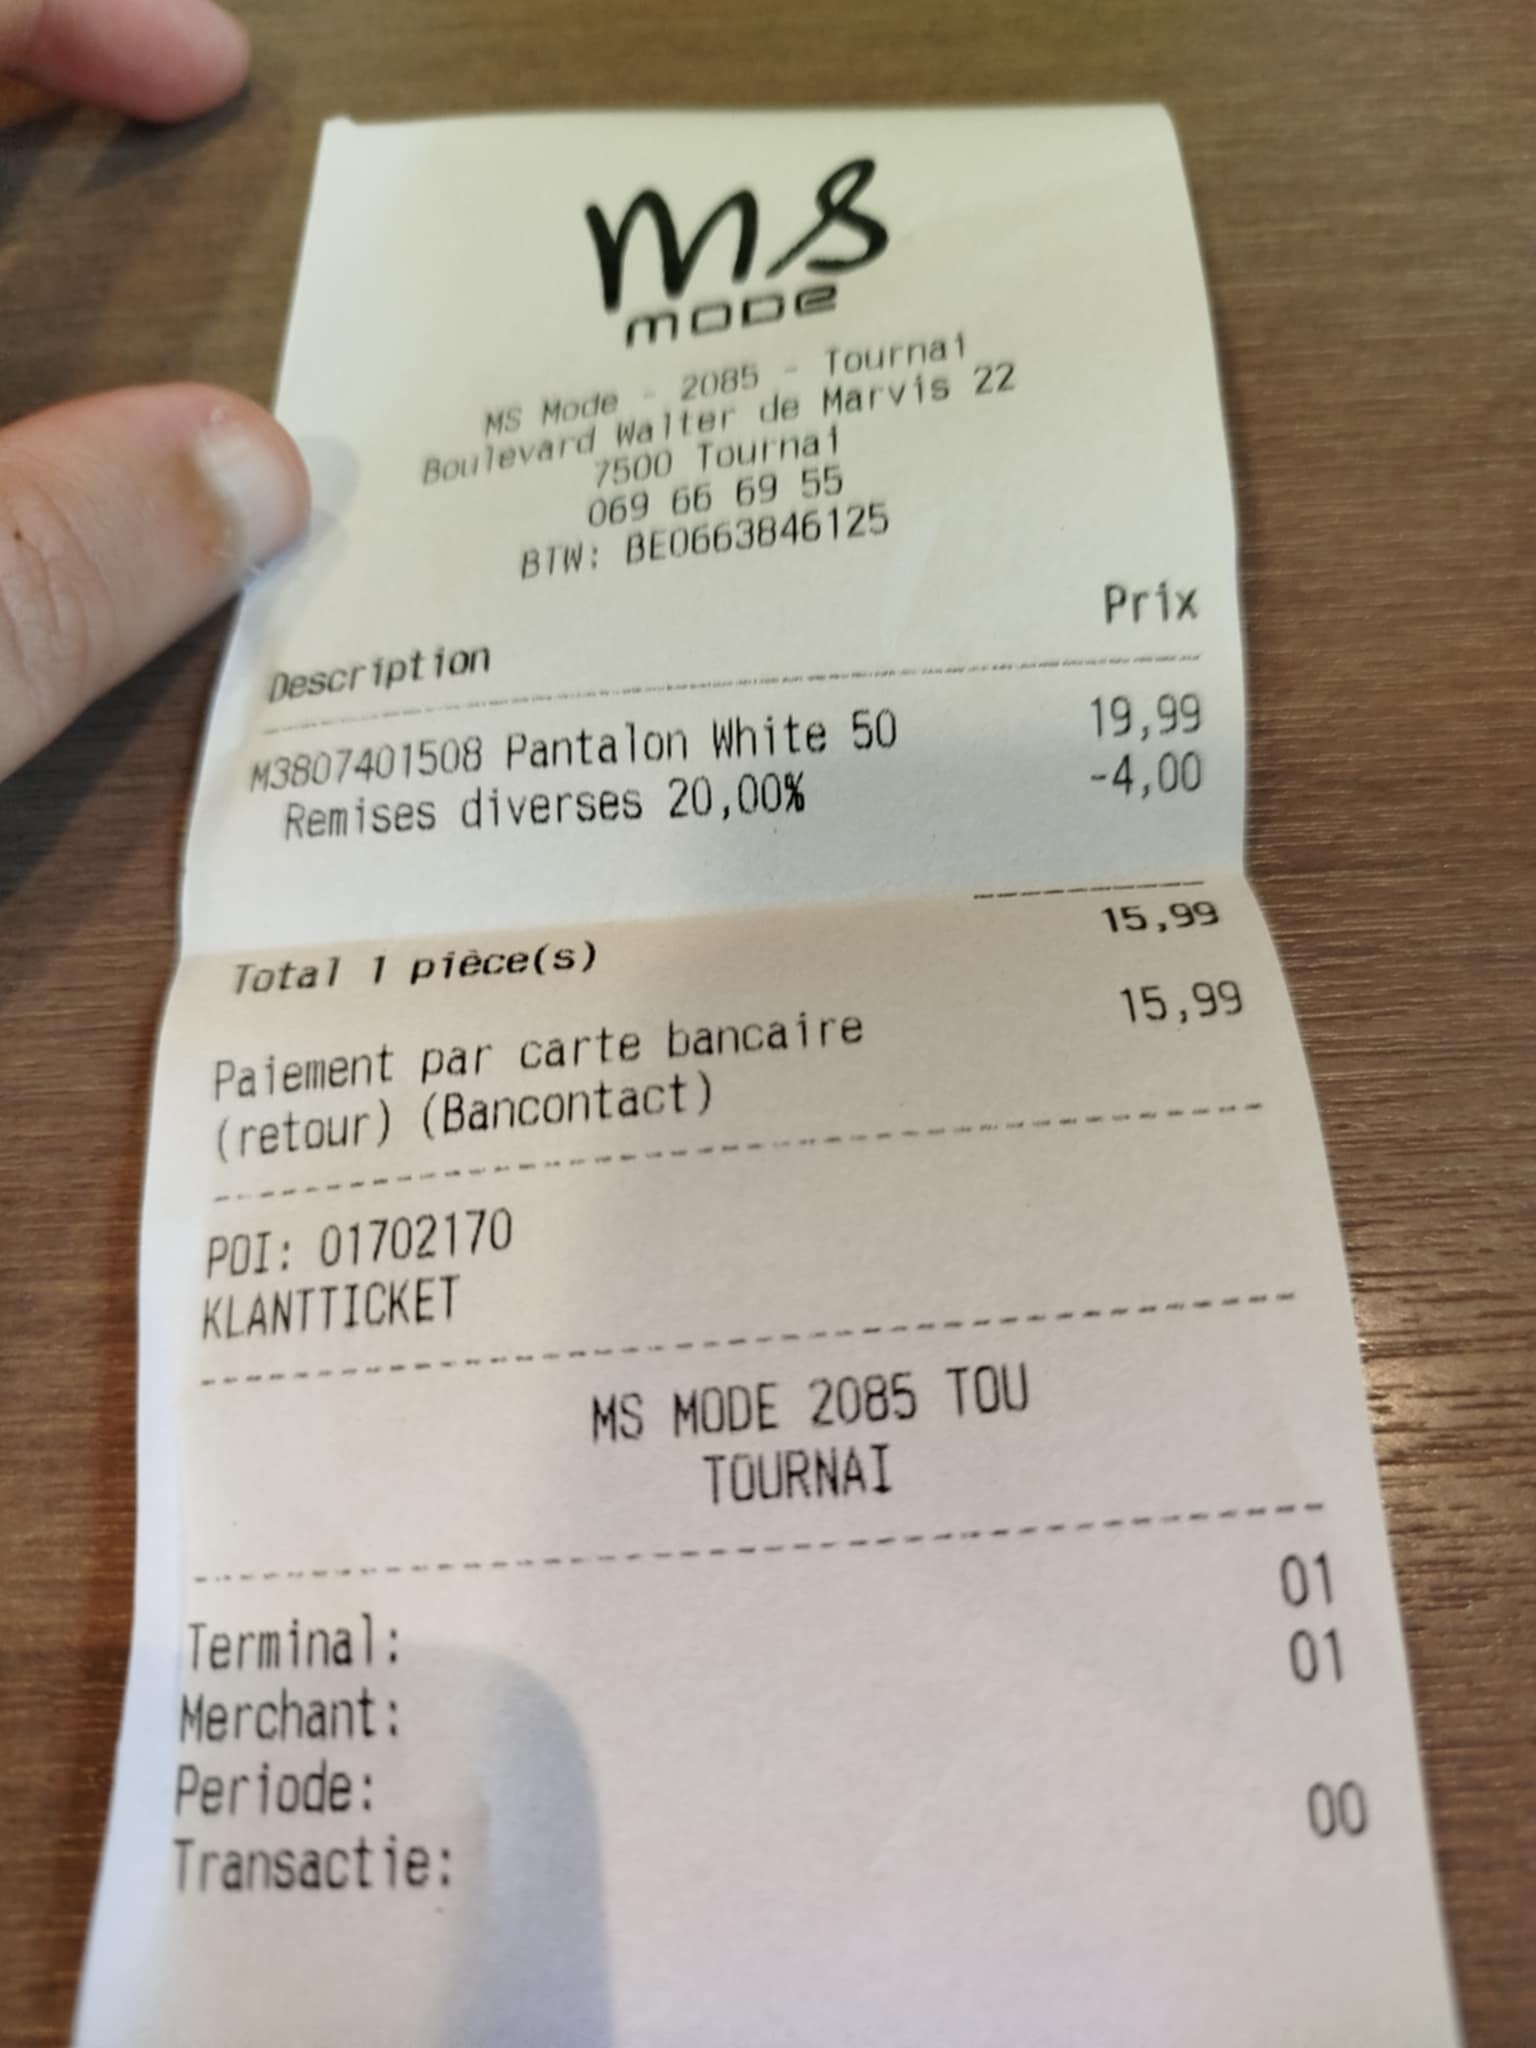 ms
mode
MS Mode - 2085 - Tournai
Boulevard Walter de Marvis 22
7500 Tournai
069 66 69 55
BTW: BE0663846125
Description Prix
M3807401508 Pantalon White 50 19,99
Remises diverses 20,00% -4,00
Total 1 pièce(s) 15,99
Paiement par carte bancaire 15,99
(retour) (Bancontact)
POI: 01702170
KLANTTICKET
MS MODE 2085 TOU
TOURNAI
Terminal: 01
Merchant: 01
Periode:
Transactie: 00